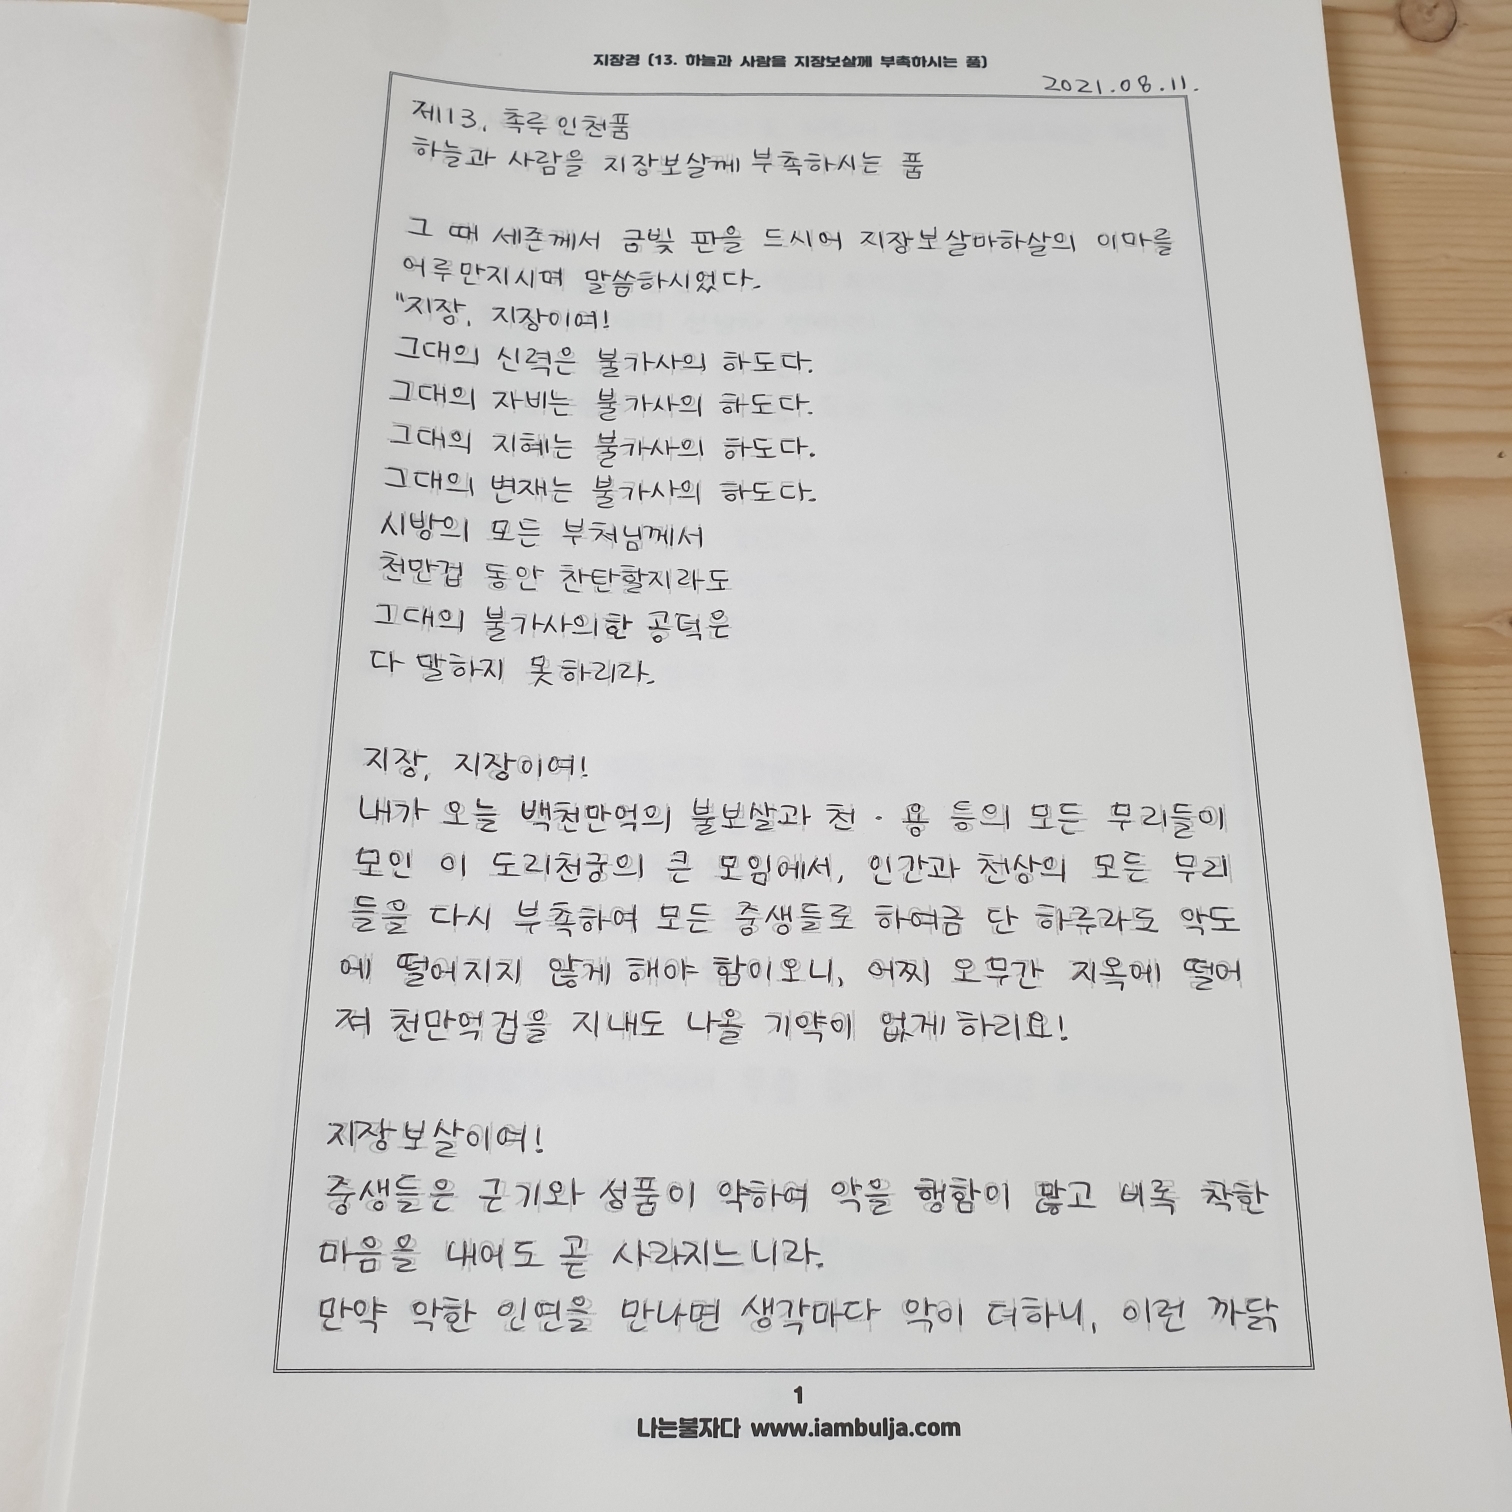 지장경 (13. 하늘과 사람을 지장보살께 부촉하시는 품)
2021.08.11.
제13. 촉루인천품
하늘과 사람을 지장보살께 부촉하시는 품
그 때 세존께서 금빛 판을 드시어 지장보살마하살의 이마를
어루만지시며 말씀하시었다.
"지장, 지장이여!
그대의 신력은 불가사의 하도다.
그대의 자비는 불가사의 하도다.
그대의 지혜는 불가사의 하도다.
그대의 변재는 불가사의 하도다.
시방의 모든 부처님께서
천만겁 동안 찬탄할지라도
그대의 불가사의한 공덕은
다 말하지 못하리라.
지장, 지장이여!
내가 오늘 백천만억의 불보살과 천·용 등의 모든 무리들이
모인 이 도리천궁의 큰 모임에서, 인간과 천상의 모든 무리
들을 다시 부촉하여 모든 중생들로 하여금 단 하루라도 악도
에 떨어지지 않게 해야 함이오니, 어찌 오무간 지옥에 떨어
져 천만억겁을 지내도 나올 기약이 없게 하리요!
지장보살이여!
중생들은 근기와 성품이 약하여 악을 행함이 많고 비록 착한
마음을 내어도 곧 사라지느니라.
만약 악한 인연을 만나면 생각마다 악이 더하니, 이런 까닭
1
나는불자다 www.iambulja.com